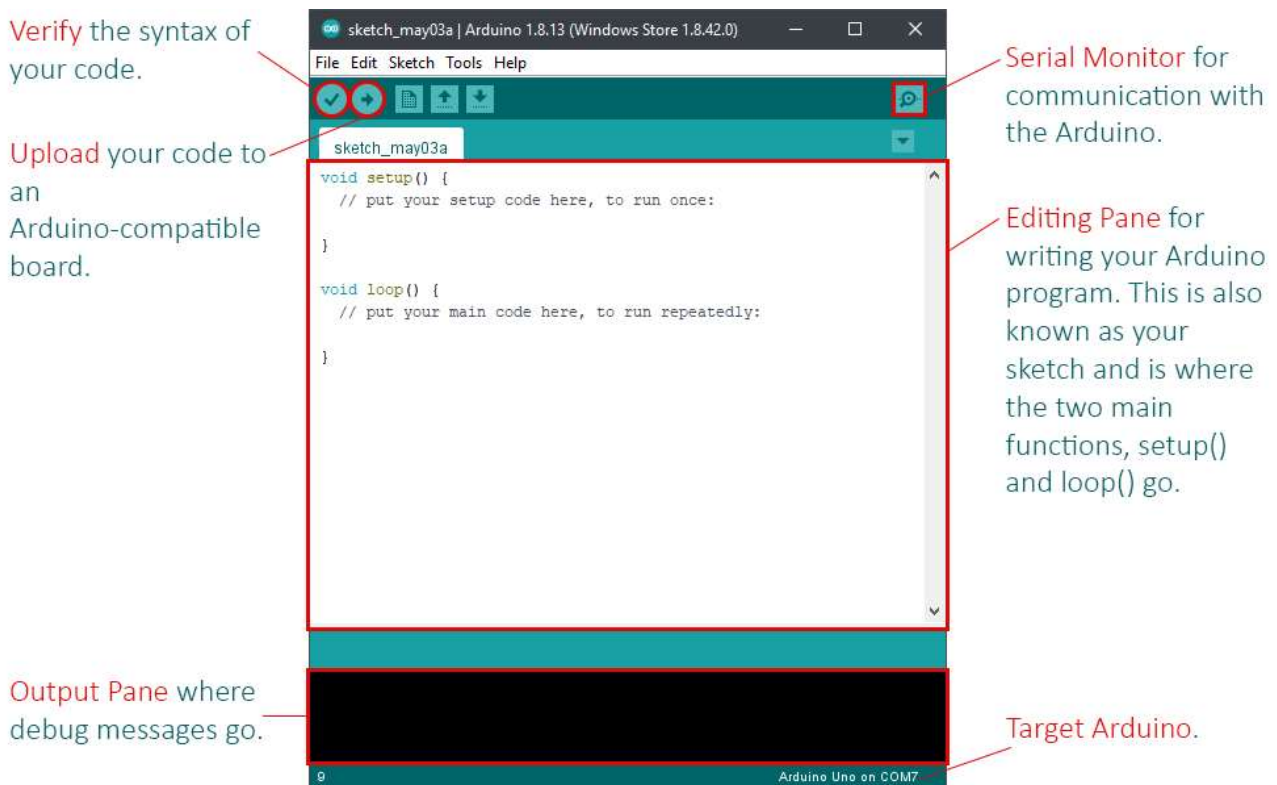 Verify the syntax of
your code.
Upload your code to
an
Arduino-compatible
board.
Output Pane where
debug messages go.
sketch_may03a | Arduino 1.8.13 (Windows Store 1.8.42.0)
File Edit Sketch Tools Help
sketch_may03a
void setup() {
// put your setup code here, to run once:
}
void loop() {
// put your main code here, to run repeatedly:
}
9
Arduino Uno on COM7
Serial Monitor for
communication with
the Arduino.
Editing Pane for
writing your Arduino
program. This is also
known as your
sketch and is where
the two main
functions, setup()
and loop() go.
Target Arduino.